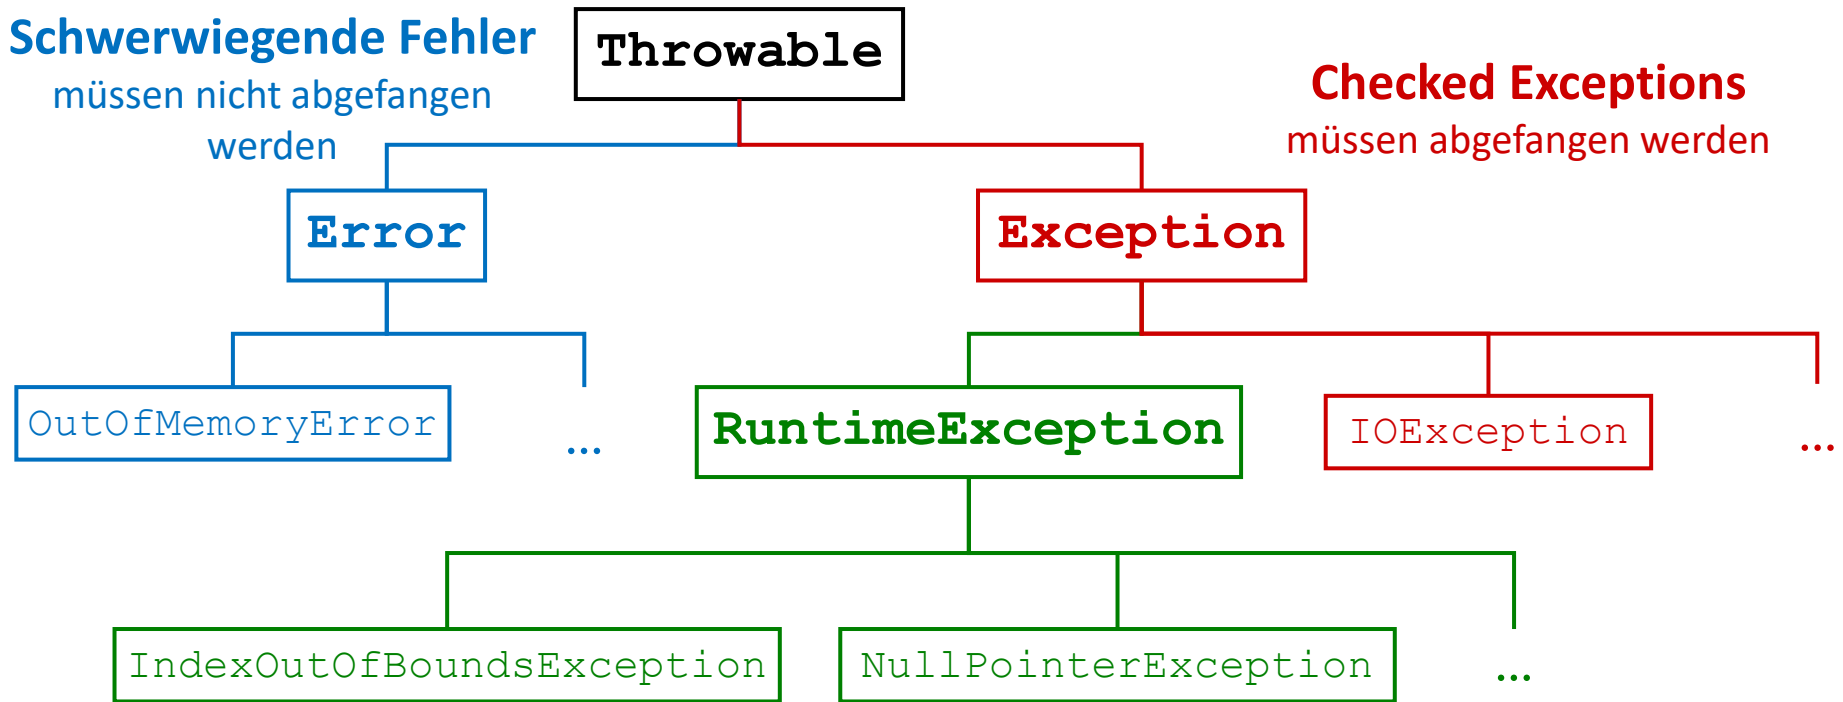 Schwerwiegende Fehler
müssen nicht abgefangen
werden
Throwable
Checked Exceptions
müssen abgefangen werden
Error
Exception
OutOfMemoryError
...
RuntimeException
IOException
...
IndexOutOfBoundsException
NullPointerException
...